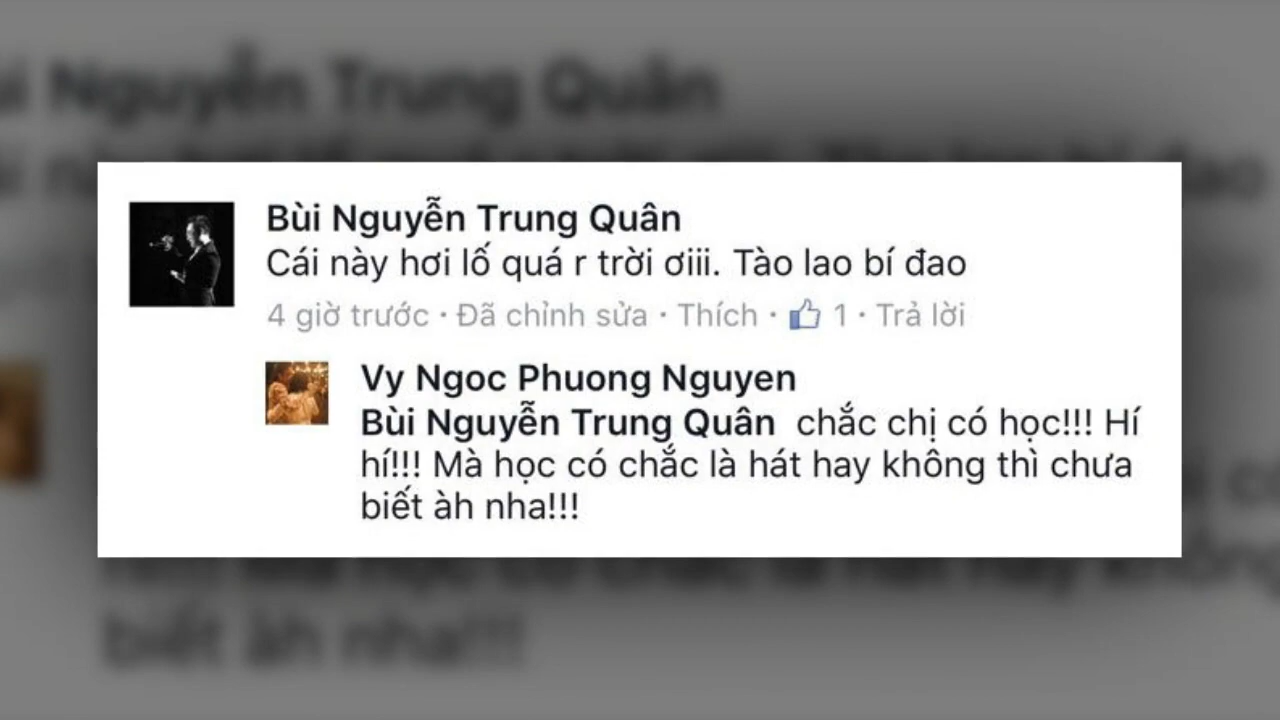 Bùi Nguyễn Trung Quân
Cái này hơi lố quá r trời ơiii. Tào lao bí đao
4 giờ trước · Đã chỉnh sửa · Thích · 1 · Trả lời
Vy Ngoc Phuong Nguyen
Bùi Nguyễn Trung Quân chắc chị có học!!! Hí
hí!!! Mà học có chắc là hát hay không thì chưa
biết àh nha!!!